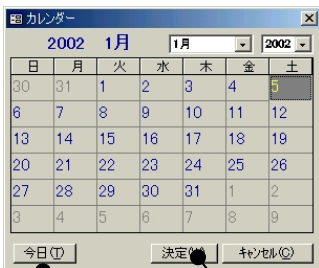 カレンダー
2002 1月 1月 2002
日 月 火 水 木 金 土
30 31 1 2 3 4 5
6 7 8 9 10 11 12
13 14 15 16 17 18 19
20 21 22 23 24 25 26
27 28 29 30 31 1 2
3 4 5 6 7 8 9
今日(T) 決定 キャンセル(C)